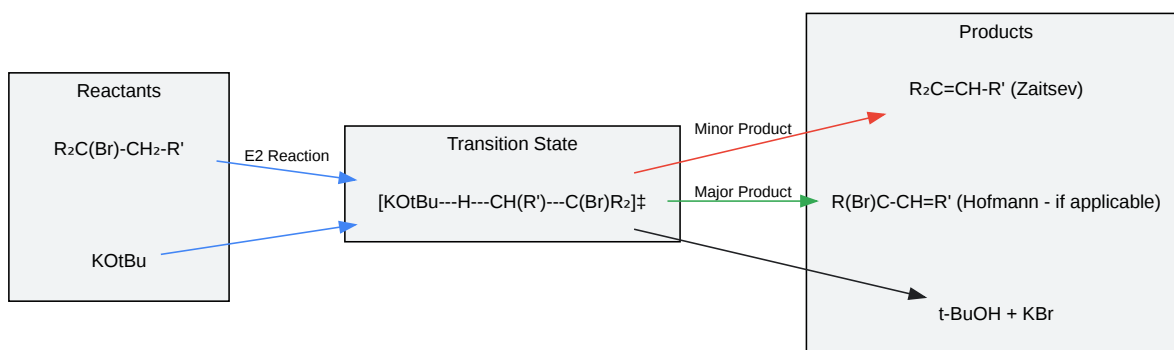 Reactants
R₂C(Br)-CH₂-R'
KOtBu
E2 Reaction
Transition State
[KOtBu---H---CH(R')---C(Br)R₂]‡
Minor Product
Major Product
Products
R₂C=CH-R' (Zaitsev)
R(Br)C-CH=R' (Hofmann - if applicable)
t-BuOH + KBr